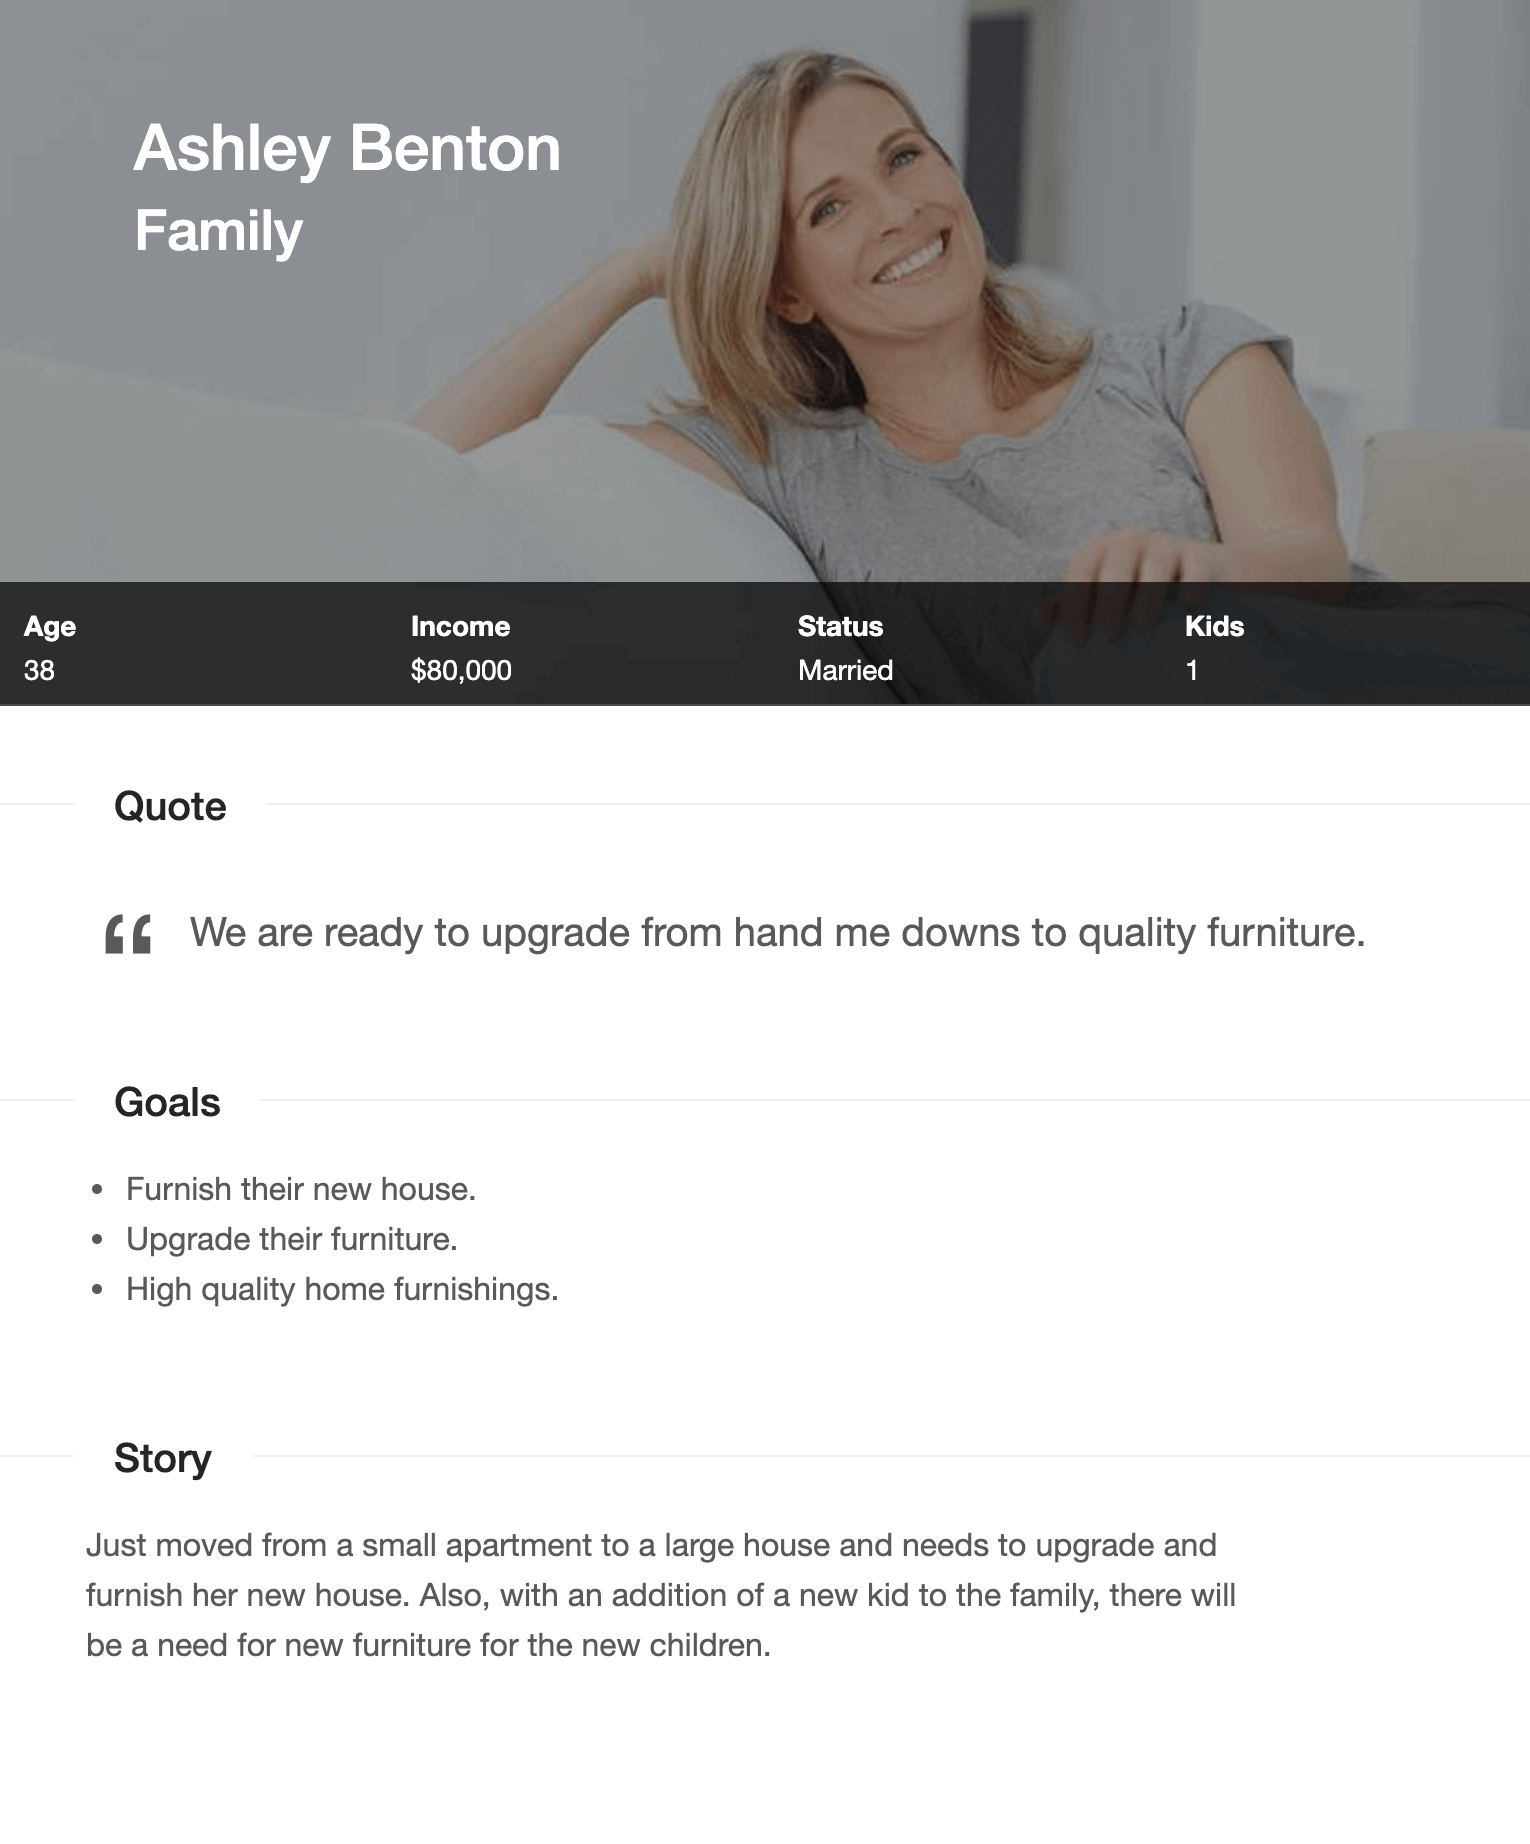 Ashley Benton
Family
Age
38
Income
$80,000
Status
Married
Kids
1
Quote
“ We are ready to upgrade from hand me downs to quality furniture.
Goals
• Furnish their new house.
• Upgrade their furniture.
• High quality home furnishings.
Story
Just moved from a small apartment to a large house and needs to upgrade and
furnish her new house. Also, with an addition of a new kid to the family, there will
be a need for new furniture for the new children.